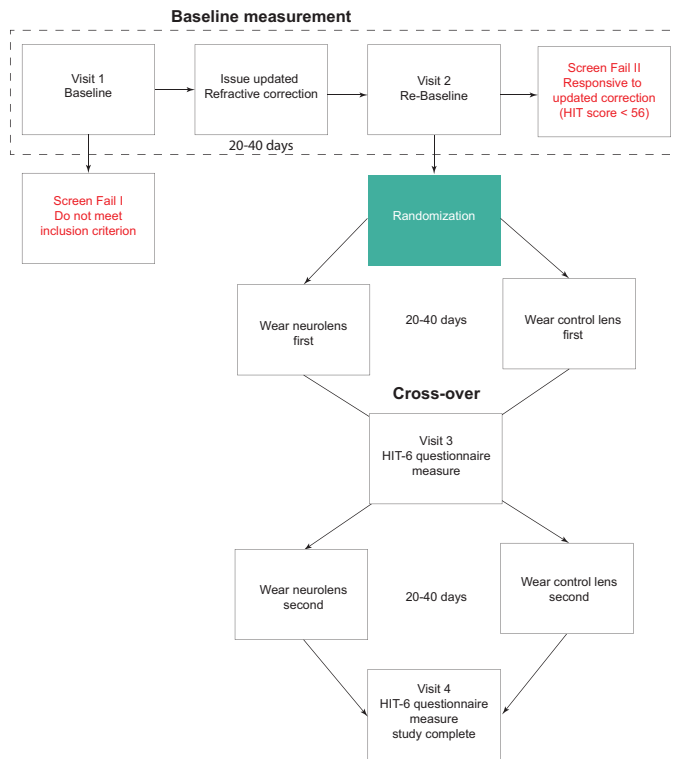 Baseline measurement
Visit 1
Baseline
Issue updated
Refractive correction
Visit 2
Re-Baseline
Screen Fail II
Responsive to
updated correction
(HIT score < 56)
20-40 days
Screen Fail I
Do not meet
inclusion criterion
Randomization
Wear neurolens
first
20-40 days
Wear control lens
first
Cross-over
Visit 3
HIT-6 questionnaire
measure
Wear neurolens
second
20-40 days
Wear control lens
second
Visit 4
HIT-6 questionnaire
measure
study complete